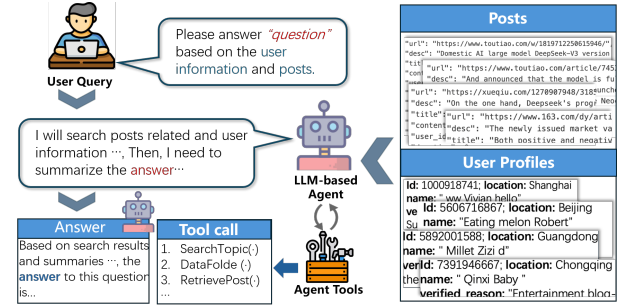 Please answer “question”
based on the user
information and posts.
User Query
I will search posts related and user
information ···, Then, I need to
summarize the answer···
LLM-based
Agent
Answer
Based on search results
and summaries ..., the
answer to this question
is...
Tool call
1. SearchTopic(·)
2. DataFolde (·)
3. RetrievePost(·)
...
Agent Tools
Posts
"url": "https://www.toutiao.com/w/1819712250615946/"
"desc": "Domestic AI large model DeepSeek-V3 version
"url": "https://www.toutiao.com/article/745
"desc": "And announced that the model is fu
"url": "https://xueqiu.com/1270907948/318
"desc": "On the one hand, Deepseek's prog
"title":
"content
"user_id
"url": "https://www.163.com/dy/arti
"desc": "The newly issued market va
"title": "Both positive and negativ
User Profiles
Id: 1000918741; location: Shanghai
name: " ww Vivian hello"
Id: 5606716867; location: Beijing
name: "Eating melon Robert"
Id: 5892001588; location: Guangdong
name: " Millet Zizi d"
Id: 7391946667; location: Chongqing
name: " Qinxi Baby "
verified_reason: "Entertainment blog-